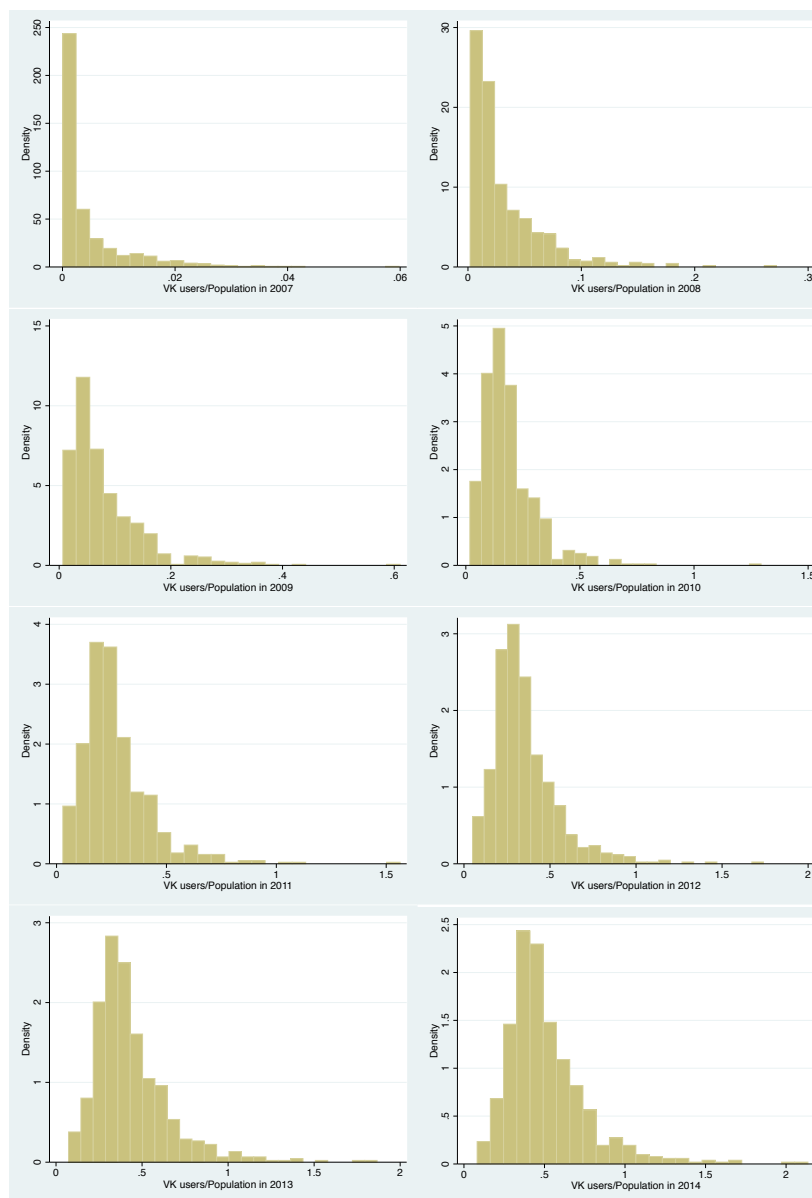 250
200
150
100
50
0
Density
0 .02 .04 .06
VK users/Population in 2007
30
20
10
0
Density
0 .1 .2 .3
VK users/Population in 2008
15
10
5
0
Density
0 .2 .4 .6
VK users/Population in 2009
5
4
3
2
1
0
Density
0 .5 1 1.5
VK users/Population in 2010
4
3
2
1
0
Density
0 .5 1 1.5
VK users/Population in 2011
3
2
1
0
Density
0 .5 1 1.5 2
VK users/Population in 2012
3
2
1
0
Density
0 .5 1 1.5 2
VK users/Population in 2013
2.5
2
1.5
1
.5
0
Density
0 .5 1 1.5 2
VK users/Population in 2014